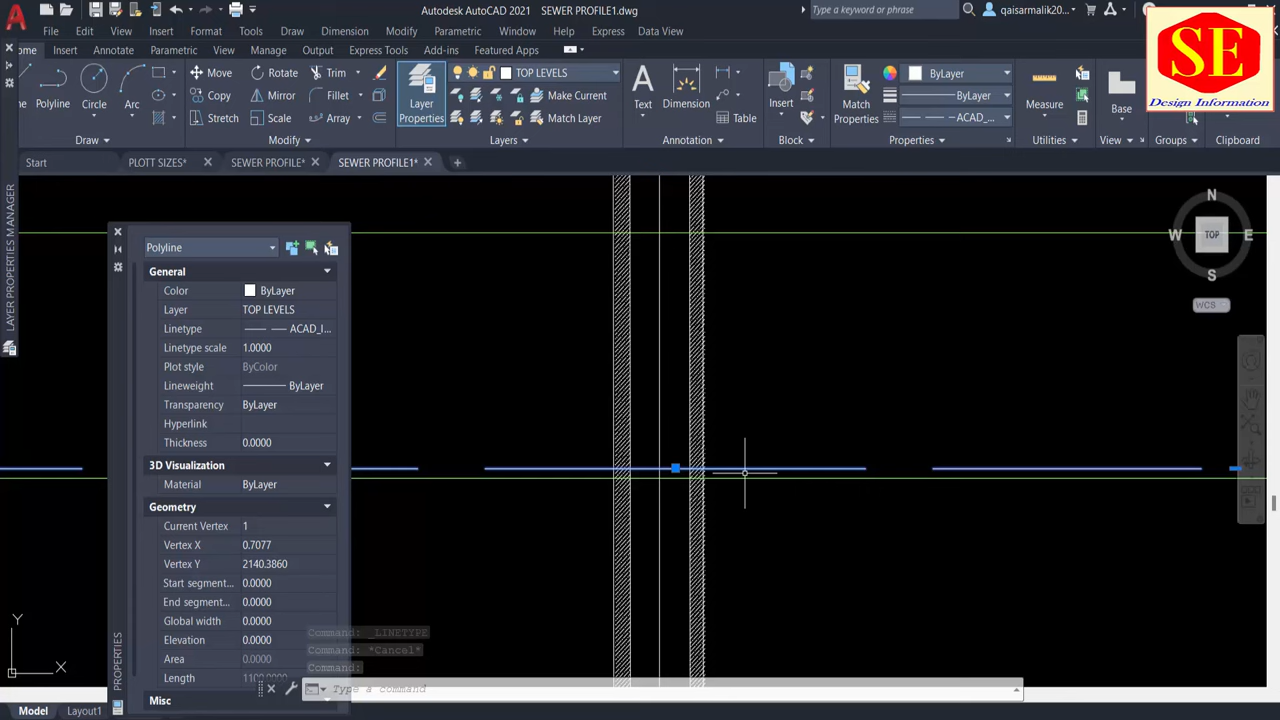 Autodesk AutoCAD 2021 SEWER PROFILE1.dwg
Type a keyword or phrase
qaisarmalik20...
SE
Design Information
File Edit View Insert Format Tools Draw Dimension Modify Parametric Window Help Express Data View
ome Insert Annotate Parametric View Manage Output Express Tools Add-ins Featured Apps
Polyline Circle Arc
Move Rotate Trim
Copy Mirror Fillet
Stretch Scale Array
Layer Properties
TOP LEVELS
Make Current
Match Layer
Text Dimension Table
Insert
Match Properties
ByLayer
ByLayer
ACAD_...
Measure
Base
Draw Modify Layers Annotation Block Properties Groups Utilities View Clipboard
Start PLOTT SIZES* SEWER PROFILE* SEWER PROFILE1*
LAYER PROPERTIES MANAGER
N
W TOP E
S
WCS
Polyline
General
Color ByLayer
Layer TOP LEVELS
Linetype ACAD_I...
Linetype scale 1.0000
Plot style ByColor
Lineweight ByLayer
Transparency ByLayer
Hyperlink
Thickness 0.0000
3D Visualization
Material ByLayer
Geometry
Current Vertex 1
Vertex X 0.7077
Vertex Y 2140.3860
Start segment... 0.0000
End segmen... 0.0000
Global width 0.0000
Elevation 0.0000
Area 0.0000
Length
Misc
PROPERTIES
Command: _LINETYPE
Command: *Cancel*
Command:
Type a command
Y
X
Model Layout1